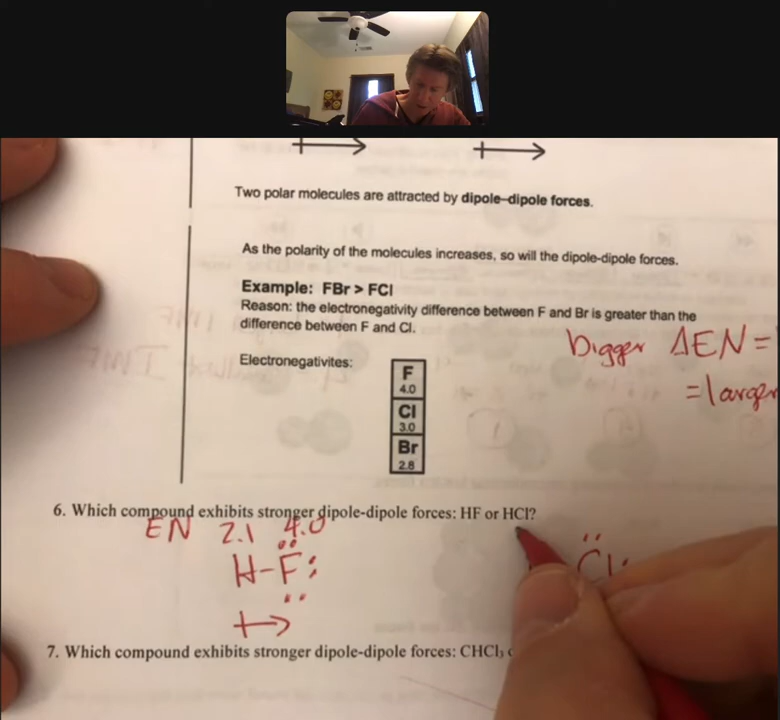 Two polar molecules are attracted by dipole–dipole forces.
As the polarity of the molecules increases, so will the dipole-dipole forces.
Example: FBr > FCl
Reason: the electronegativity difference between F and Br is greater than the
difference between F and Cl.
bigger ΔEN =
= larger
Electronegativites:
F
4.0
Cl
3.0
Br
2.8
6. Which compound exhibits stronger dipole-dipole forces: HF or HCl?
EN 2.1 4.0
H-F:
Cl
7. Which compound exhibits stronger dipole-dipole forces: CHCl3